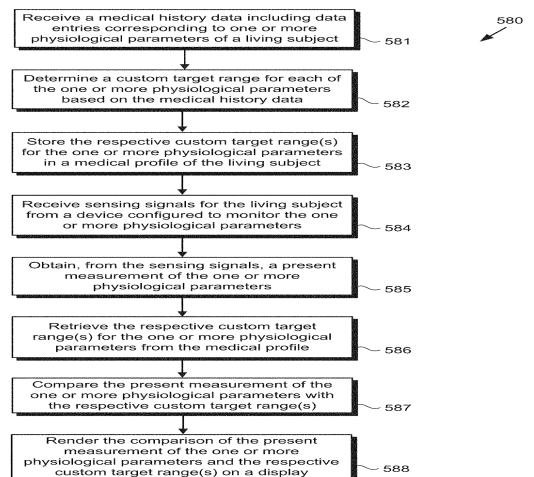 580
Receive a medical history data including data
entries corresponding to one or more
physiological parameters of a living subject
581
Determine a custom target range for each of
the one or more physiological parameters
based on the medical history data
582
Store the respective custom target range(s)
for the one or more physiological parameters
in a medical profile of the living subject
583
Receive sensing signals for the living subject
from a device configured to monitor the one
or more physiological parameters
584
Obtain, from the sensing signals, a present
measurement of the one or more
physiological parameters
585
Retrieve the respective custom target
range(s) for the one or more physiological
parameters from the medical profile
586
Compare the present measurement of the
one or more physiological parameters with
the respective custom target range(s)
587
Render the comparison of the present
measurement of the one or more
physiological parameters and the respective
custom target range(s) on a display
588